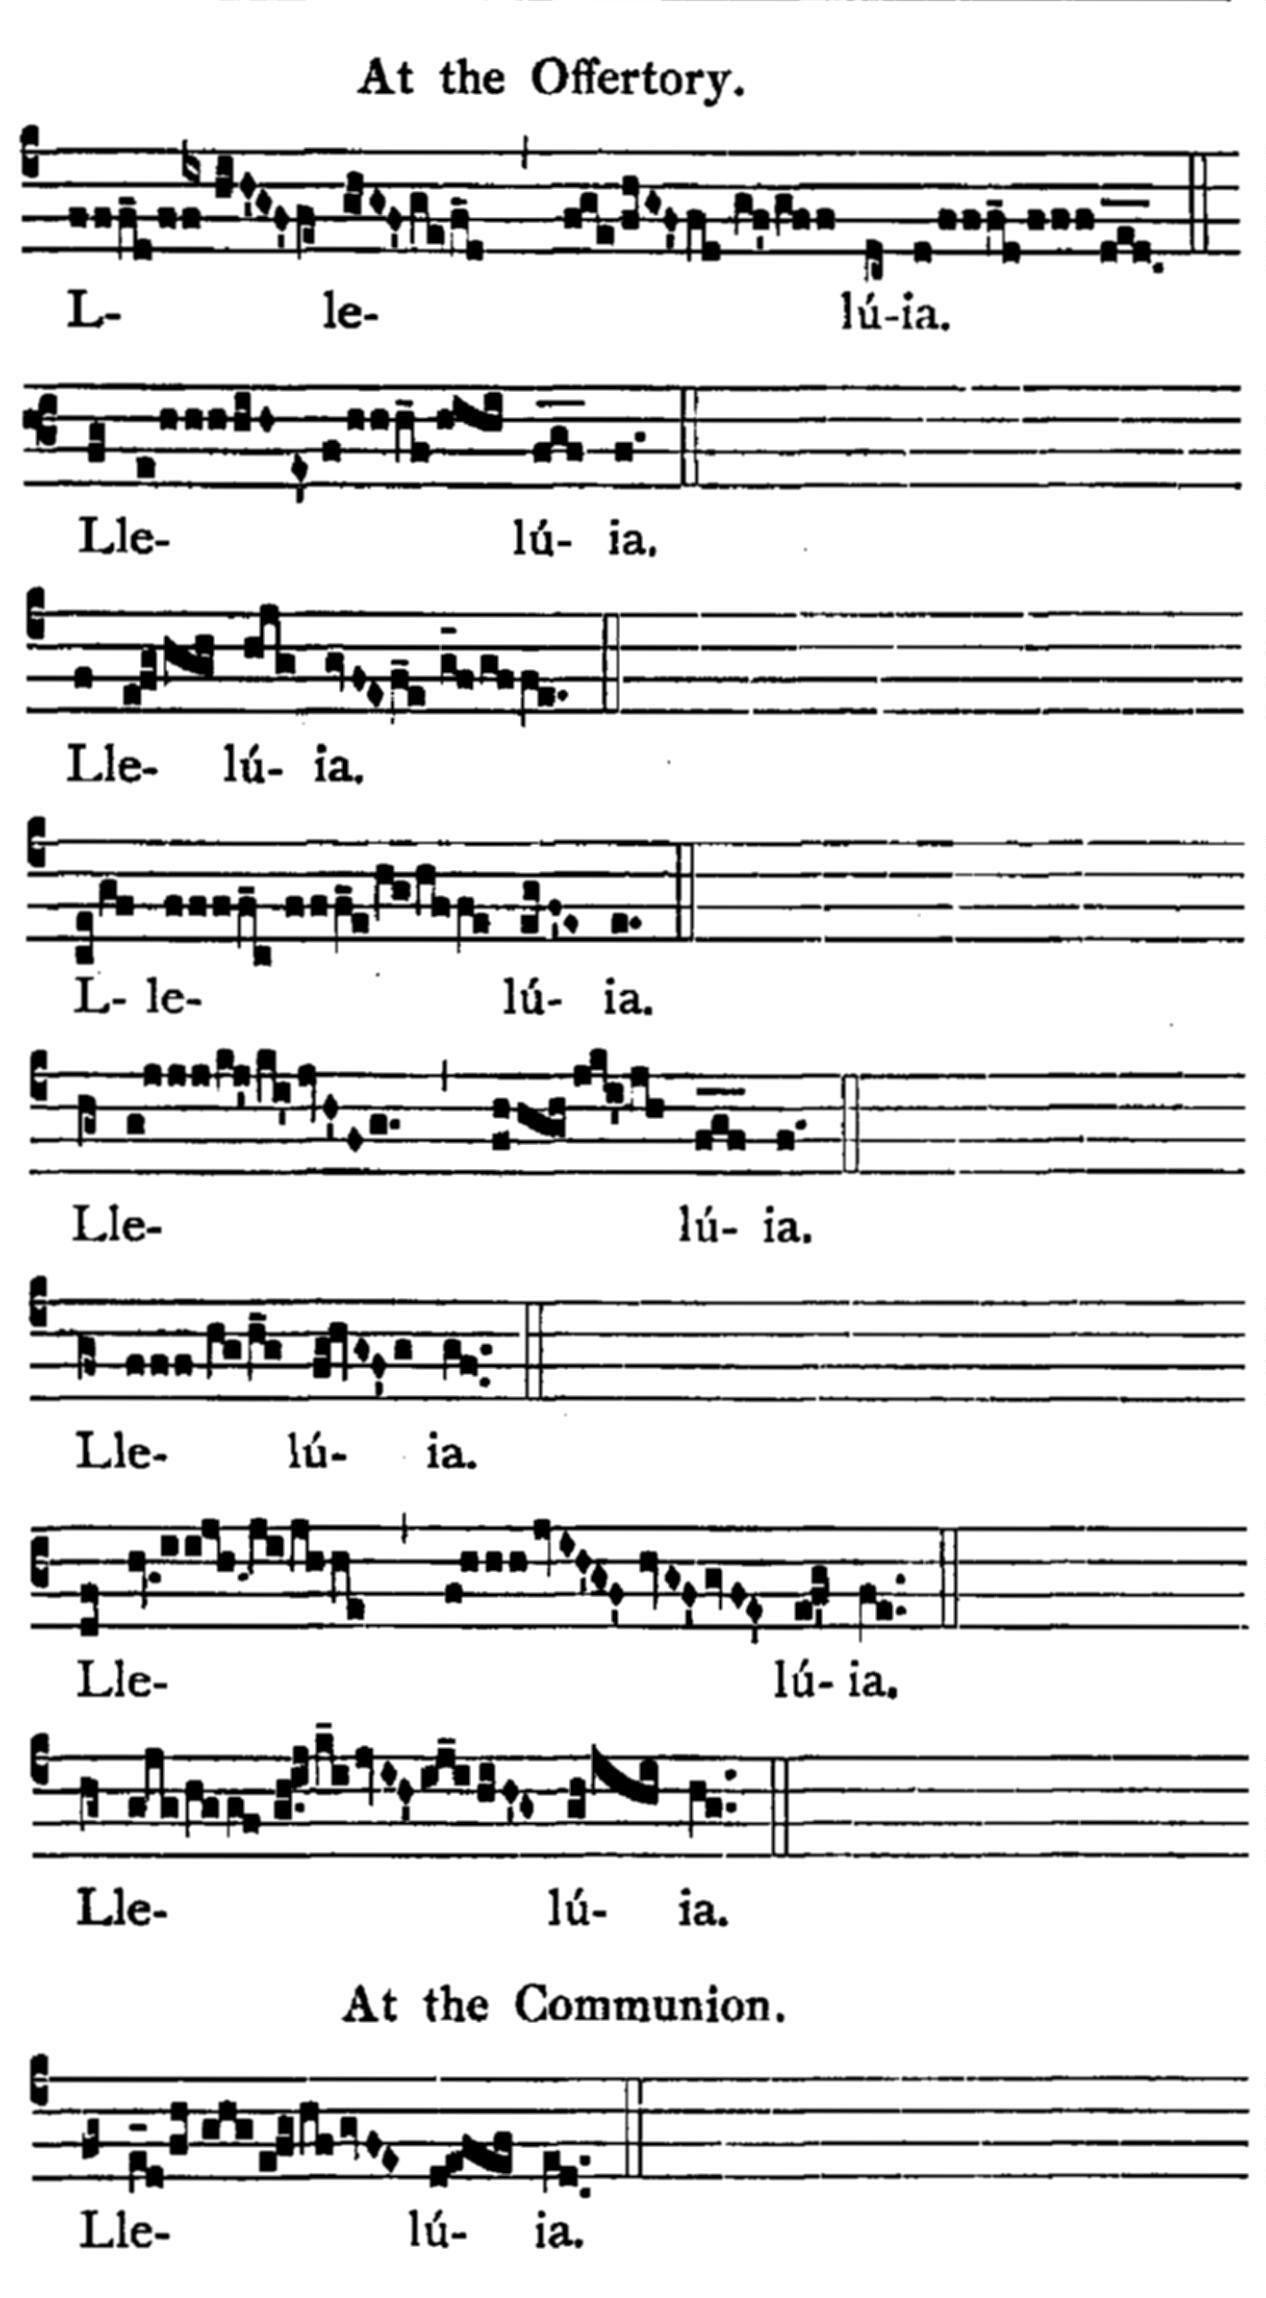 At the Offertory.
L- le- lú-ia.
Lle- lú- ia.
Lle- lú- ia.
L- le- lú- ia.
Lle- lú- ia.
Lle- lú- ia.
Lle- lú- ia.
Lle- lú- ia.
At the Communion.
Lle- lú- ia.